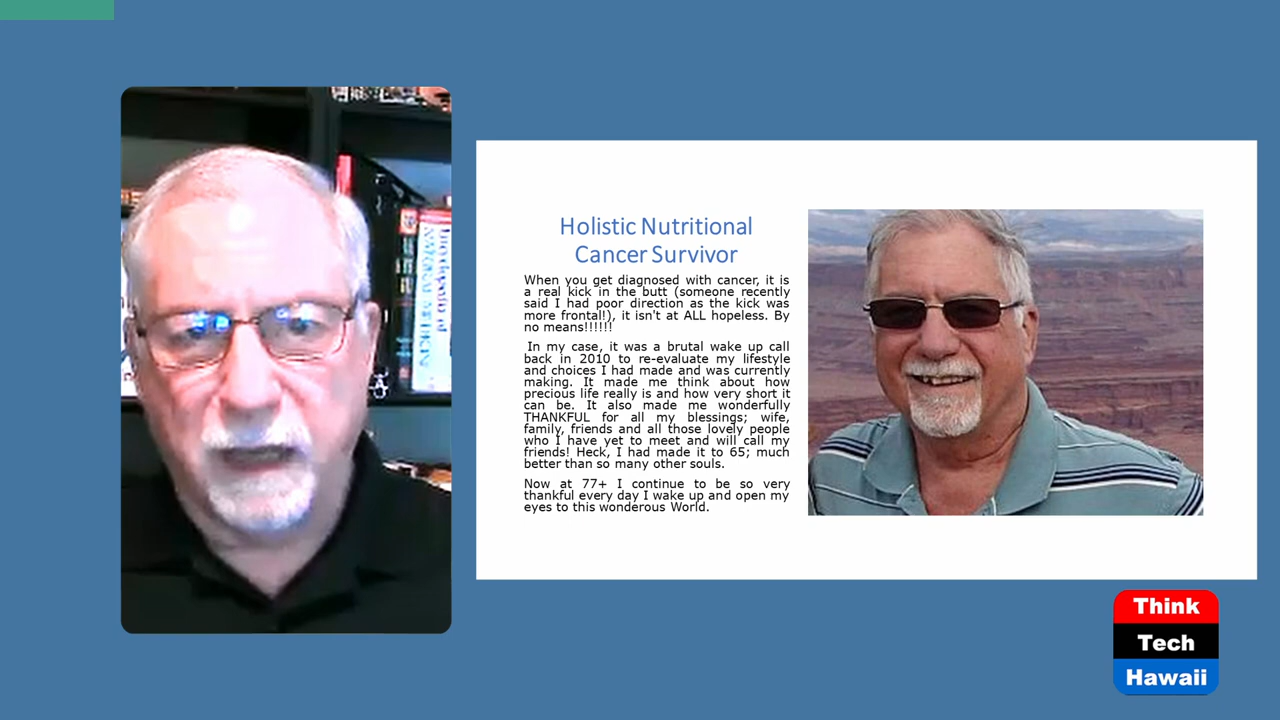 Holistic Nutritional
Cancer Survivor
When you get diagnosed with cancer, it is
a real kick in the butt (someone recently
said I had poor direction as the kick was
more frontal!), it isn't at ALL hopeless. By
no means!!!!!!
In my case, it was a brutal wake up call
back in 2010 to re-evaluate my lifestyle
and choices I had made and was currently
making. It made me think about how
precious life really is and how very short it
can be. It also made me wonderfully
THANKFUL for all my blessings; wife,
family, friends and all those lovely people
who I have yet to meet and will call my
friends! Heck, I had made it to 65; much
better than so many other souls.
Now at 77+ I continue to be so very
thankful every day I wake up and open my
eyes to this wonderous World.
Think
Tech
Hawaii